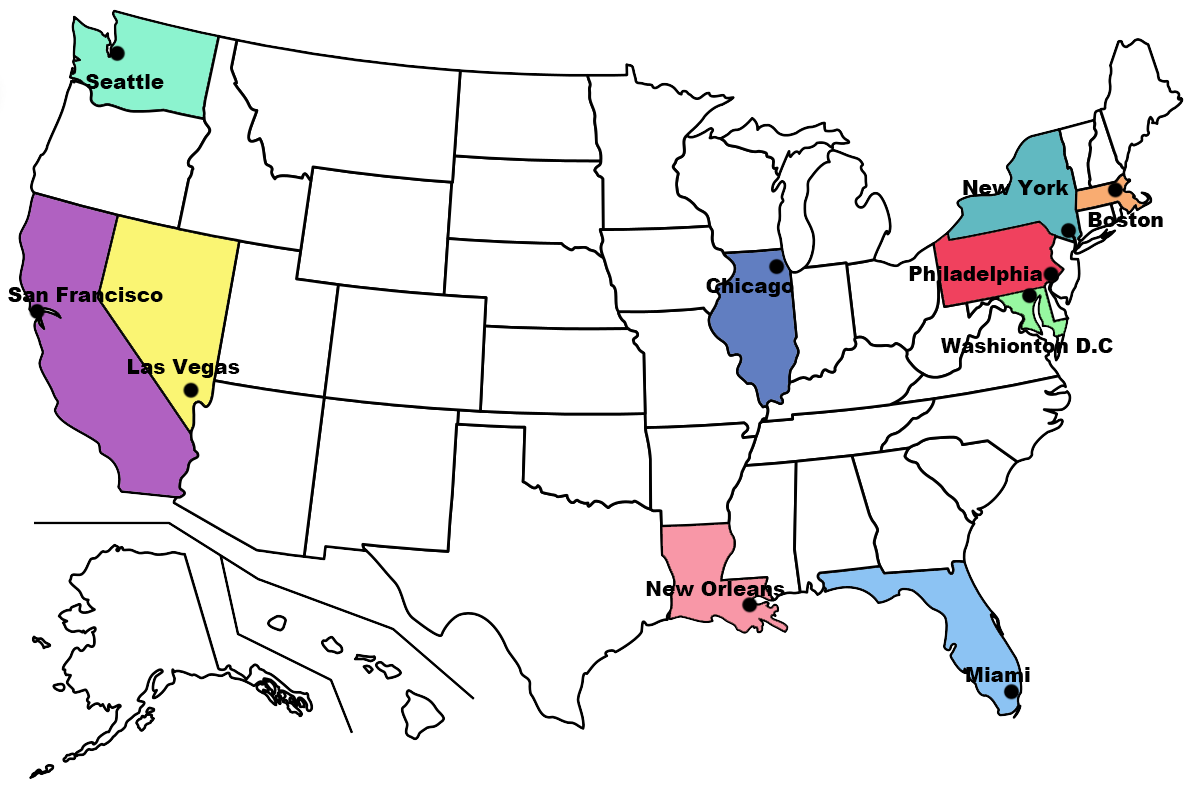 Seattle
New York
Boston
Philadelphia
Chicago
San Francisco
Washionton D.C
Las Vegas
New Orleans
Miami